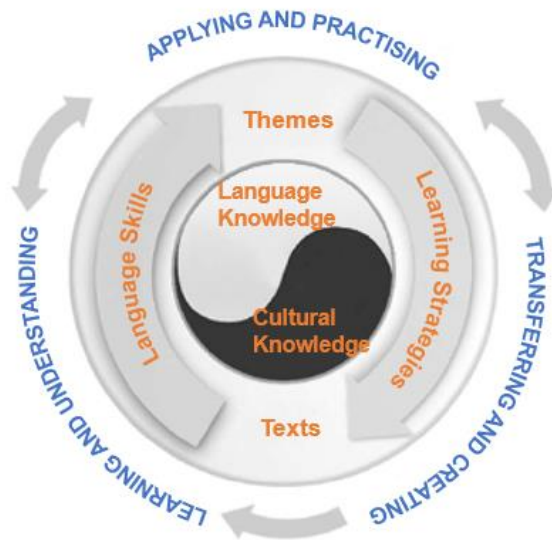 APPLYING AND PRACTISING
Themes
Language Skills
Language
Knowledge
Learning Strategies
Cultural
Knowledge
Texts
LEARNING AND UNDERSTANDING
TRANSFERRING AND CREATING